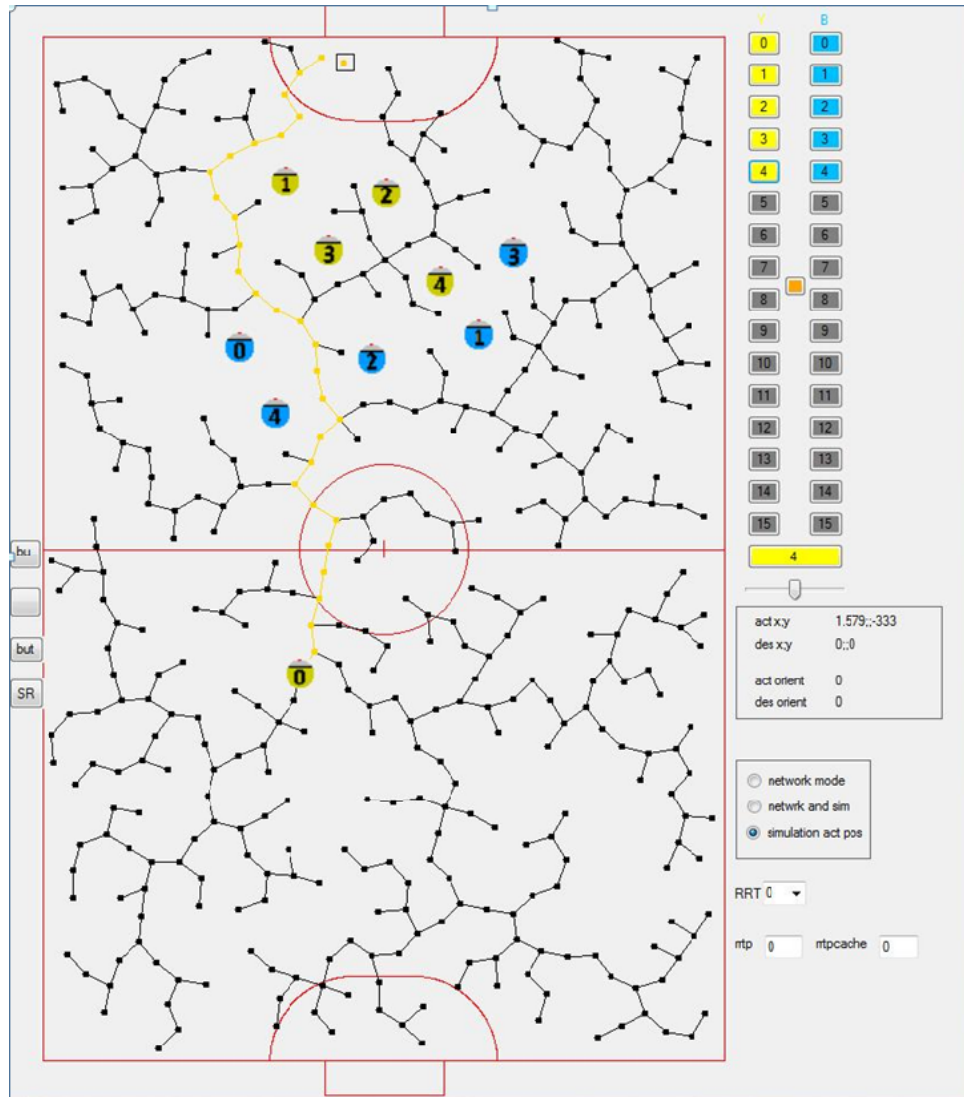 Y B
0 0
1 1
2 2
3 3
4 4
5 5
6 6
7 7
8 8
9 9
10 10
11 11
12 12
13 13
14 14
15 15
4
act x;y 1.579;;-333
des x;y 0;;0
act orient 0
des orient 0
network mode
netwrk and sim
simulation act pos
RRT 0
rrtp 0 rrtpcache 0
bu
but
SR
1
2
3
3
4
1
0
2
4
0